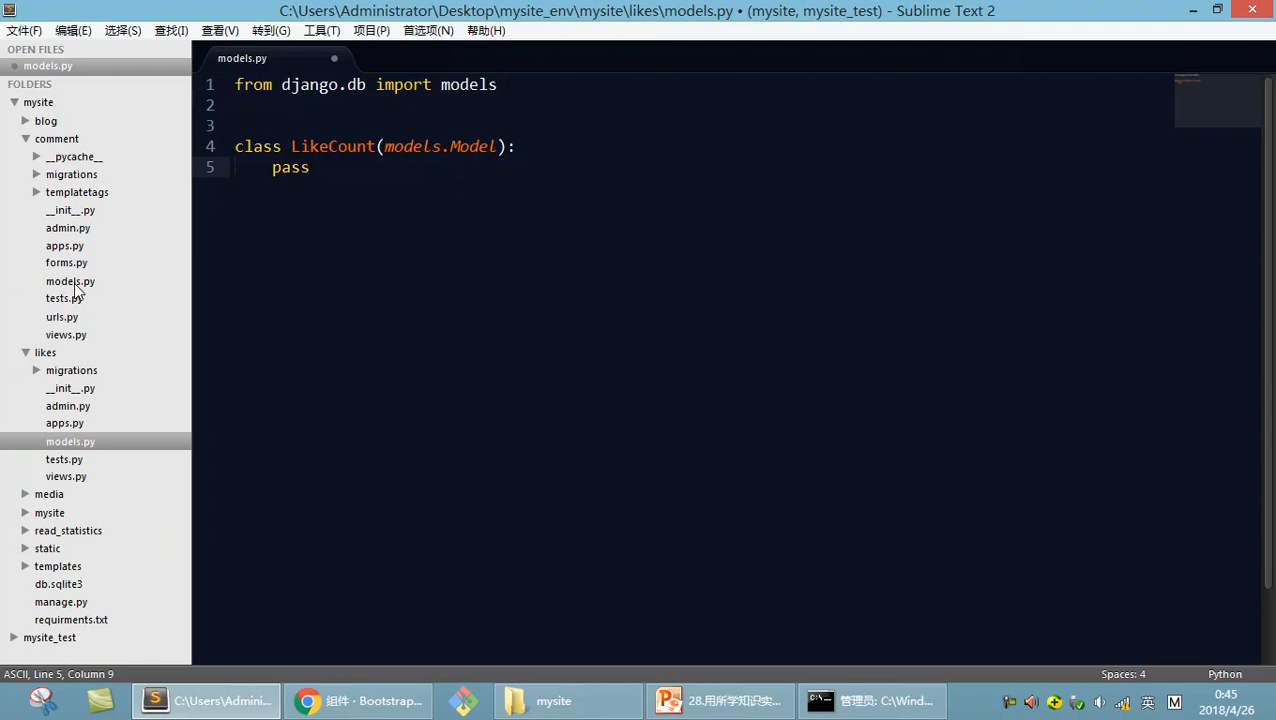 C:\Users\Administrator\Desktop\mysite_env\mysite\likes\models.py • (mysite, mysite_test) - Sublime Text 2
文件(F) 编辑(E) 选择(S) 查找(I) 查看(V) 转到(G) 工具(T) 项目(P) 首选项(N) 帮助(H)
OPEN FILES
models.py
FOLDERS
mysite
blog
comment
__pycache__
migrations
templatetags
__init__.py
admin.py
apps.py
forms.py
models.py
tests.py
urls.py
views.py
likes
migrations
__init__.py
admin.py
apps.py
models.py
tests.py
views.py
media
mysite
read_statistics
static
templates
db.sqlite3
manage.py
requirments.txt
mysite_test
models.py
1 from django.db import models
2
3
4 class LikeCount(models.Model):
5     pass
ASCII, Line 5, Column 9
Spaces: 4
Python
C:\Users\Admini...
组件 · Bootstrap...
mysite
28.用所学知识实...
管理员: C:\Wind...
英
M
0:45
2018/4/26